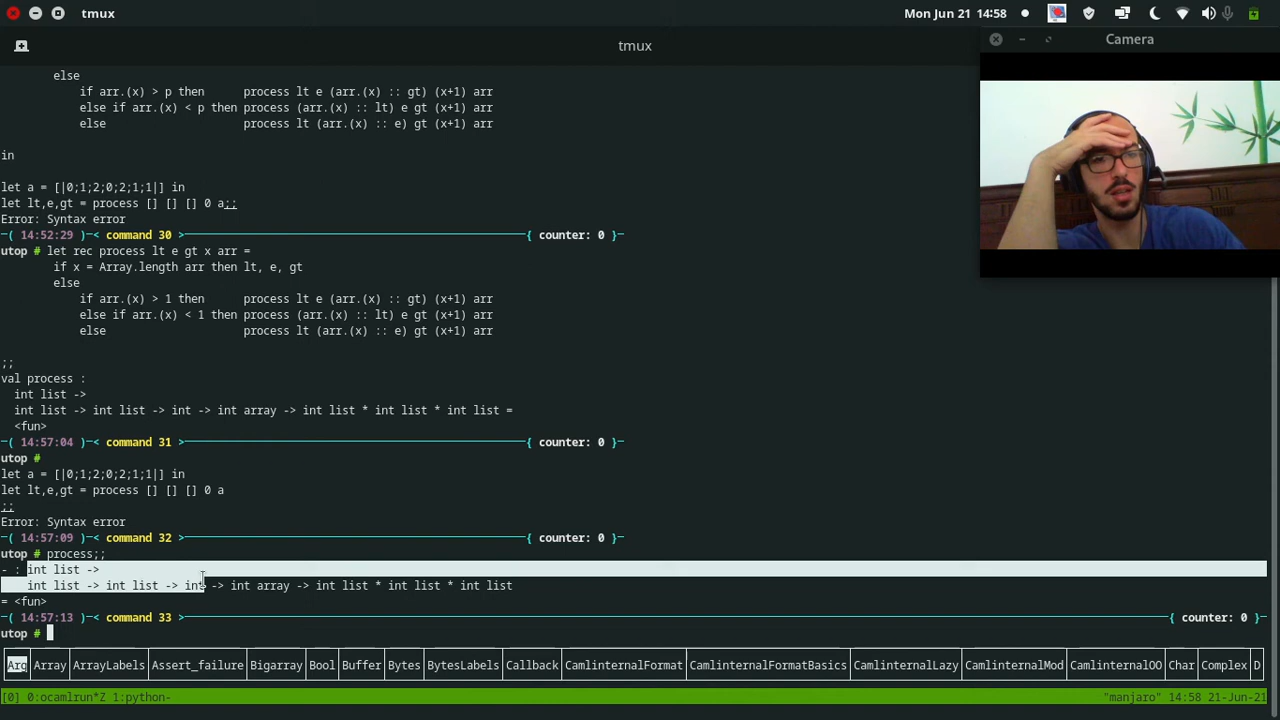 tmux
Mon Jun 21 14:58
tmux
Camera
else
if arr.(x) > p then process lt e (arr.(x) :: gt) (x+1) arr
else if arr.(x) < p then process (arr.(x) :: lt) e gt (x+1) arr
else process lt (arr.(x) :: e) gt (x+1) arr
in
let a = [|0;1;2;0;2;1;1|] in
let lt,e,gt = process [] [] [] 0 a;;
Error: Syntax error
─( 14:52:29 )─< command 30 >─{ counter: 0 }─
utop # let rec process lt e gt x arr =
if x = Array.length arr then lt, e, gt
else
if arr.(x) > 1 then process lt e (arr.(x) :: gt) (x+1) arr
else if arr.(x) < 1 then process (arr.(x) :: lt) e gt (x+1) arr
else process lt (arr.(x) :: e) gt (x+1) arr
;;
val process :
int list ->
int list -> int list -> int -> int array -> int list * int list * int list =
<fun>
─( 14:57:04 )─< command 31 >─{ counter: 0 }─
utop #
let a = [|0;1;2;0;2;1;1|] in
let lt,e,gt = process [] [] [] 0 a
;;
Error: Syntax error
─( 14:57:09 )─< command 32 >─{ counter: 0 }─
utop # process;;
- : int list ->
int list -> int list -> int -> int array -> int list * int list * int list
= <fun>
─( 14:57:13 )─< command 33 >─{ counter: 0 }─
utop #
Arg Array ArrayLabels Assert_failure Bigarray Bool Buffer Bytes BytesLabels Callback CamlinternalFormat CamlinternalFormatBasics CamlinternalLazy CamlinternalMod CamlinternalOO Char Complex D
[0] 0:ocamlrun*Z 1:python- "manjaro" 14:58 21-Jun-21